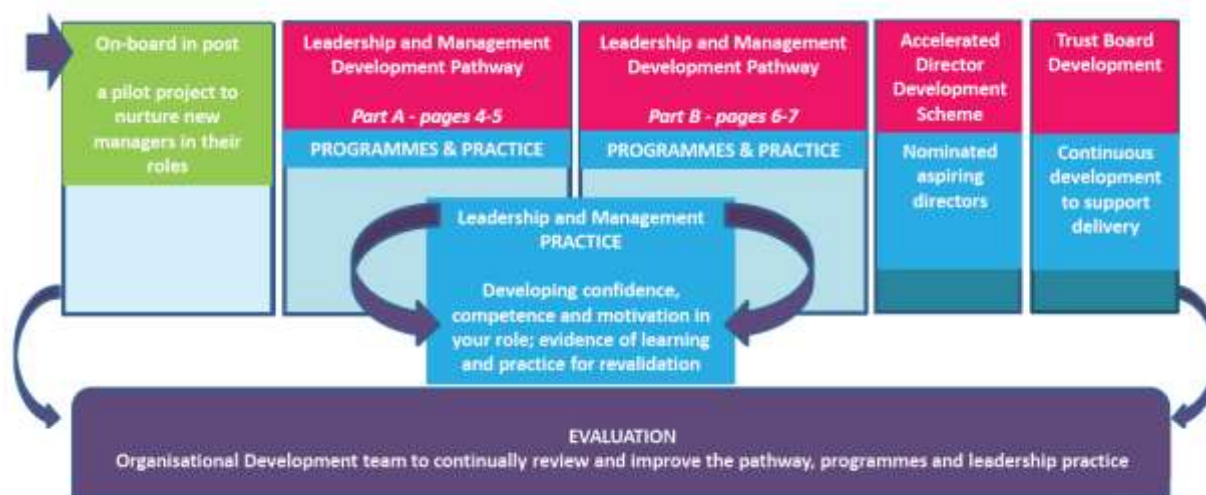 On-board in post
a pilot project to
nurture new
managers in their
roles
Leadership and Management
Development Pathway
Part A - pages 4-5
PROGRAMMES & PRACTICE
Leadership and Management
Development Pathway
Part B - pages 6-7
PROGRAMMES & PRACTICE
Accelerated
Director
Development
Scheme
Nominated
aspiring
directors
Trust Board
Development
Continuous
development
to support
delivery
Leadership and Management
PRACTICE
Developing confidence,
competence and motivation in
your role; evidence of learning
and practice for revalidation
EVALUATION
Organisational Development team to continually review and improve the pathway, programmes and leadership practice